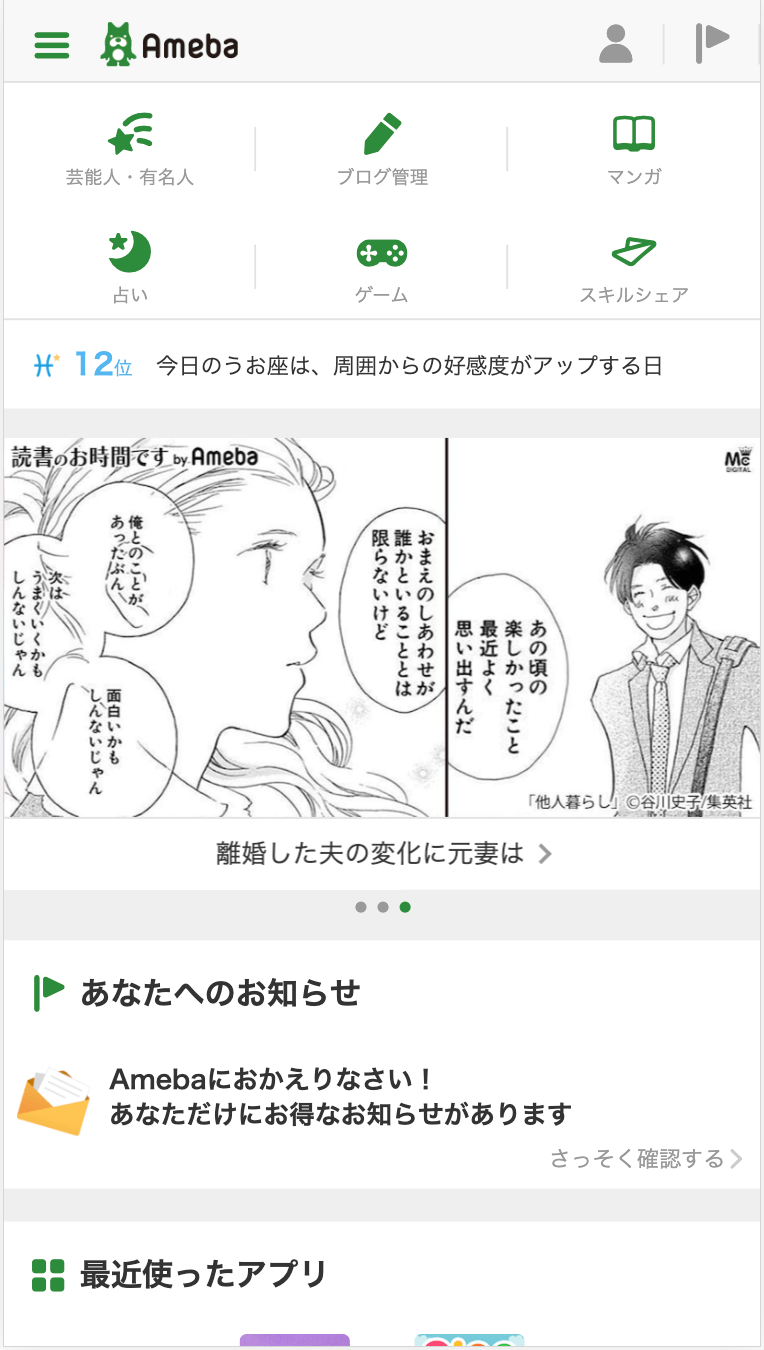 Ameba
芸能人・有名人
ブログ管理
マンガ
占い
ゲーム
スキルシェア
12位 今日のうお座は、周囲からの好感度がアップする日
読書のお時間です by Ameba
Mc
DIGITAL
あの頃の
楽しかったこと
最近よく
思い出すんだ
おまえのしあわせが
誰かといることとは
限らないけど
俺とのことが
あったぶん
次は
うまくいくかも
しんないじゃん
面白いかも
しんないじゃん
「他人暮らし」©谷川史子/集英社
離婚した夫の変化に元妻は
あなたへのお知らせ
Amebaにおかえりなさい！
あなただけにお得なお知らせがあります
さっそく確認する
最近使ったアプリ